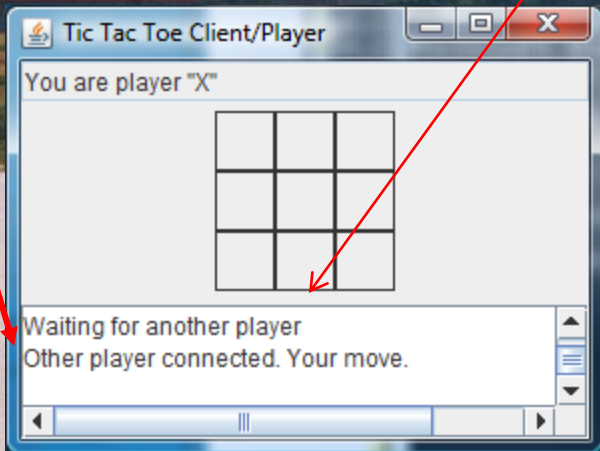 Tic Tac Toe Client/Player
You are player "X"
Waiting for another player
Other player connected. Your move.